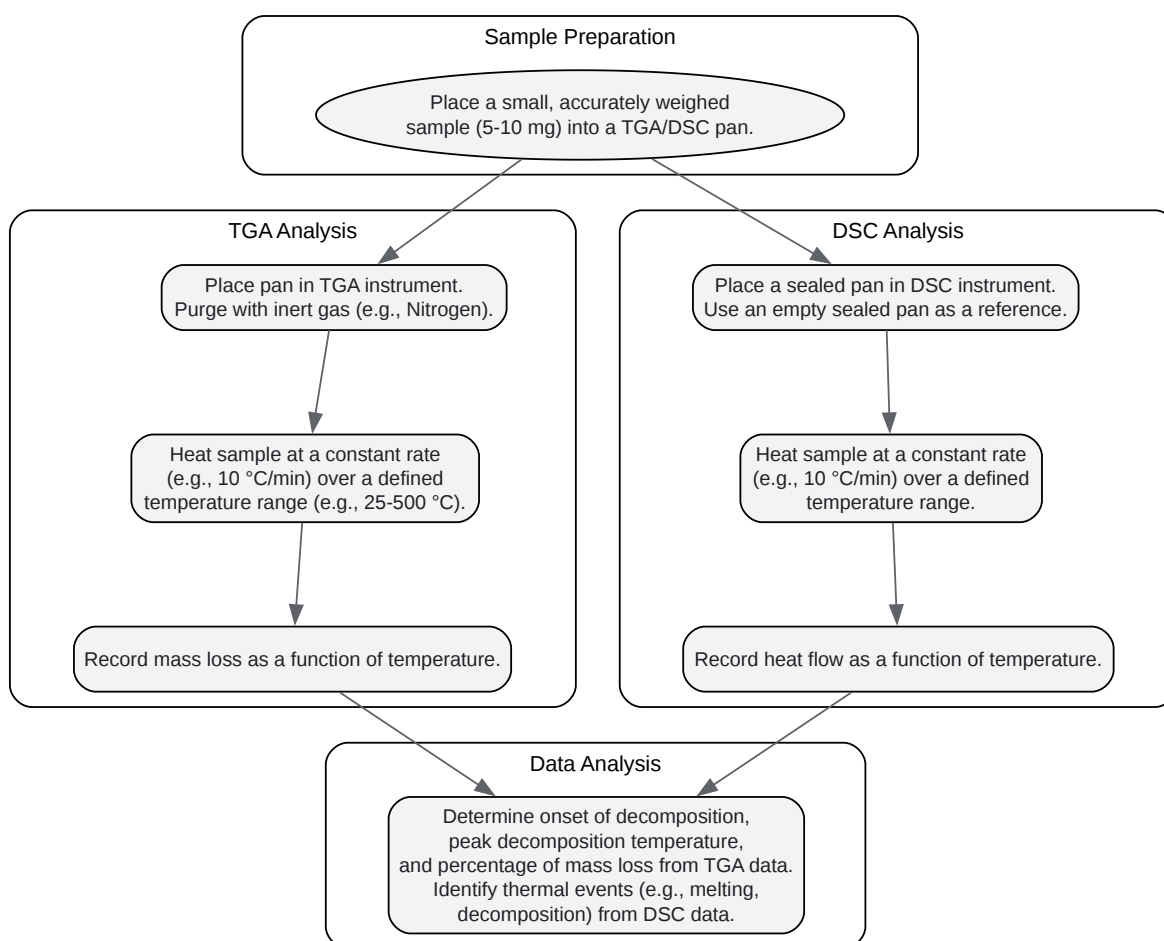 Sample Preparation
Place a small, accurately weighed
sample (5-10 mg) into a TGA/DSC pan.
TGA Analysis
Place pan in TGA instrument.
Purge with inert gas (e.g., Nitrogen).
Heat sample at a constant rate
(e.g., 10 °C/min) over a defined
temperature range (e.g., 25-500 °C).
Record mass loss as a function of temperature.
DSC Analysis
Place a sealed pan in DSC instrument.
Use an empty sealed pan as a reference.
Heat sample at a constant rate
(e.g., 10 °C/min) over a defined
temperature range.
Record heat flow as a function of temperature.
Data Analysis
Determine onset of decomposition,
peak decomposition temperature,
and percentage of mass loss from TGA data.
Identify thermal events (e.g., melting,
decomposition) from DSC data.